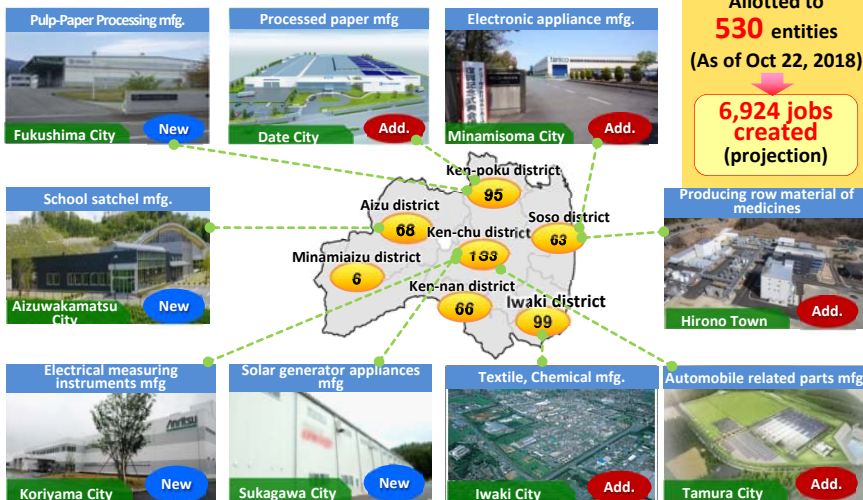 Pulp-Paper Processing mfg.
Fukushima City
New
Processed paper mfg
Date City
Add.
Electronic appliance mfg.
tanico
Minamisoma City
Add.
Allotted to
530 entities
(As of Oct 22, 2018)
6,924 jobs
created
(projection)
School satchel mfg.
Aizuwakamatsu
City
New
Ken-poku district
95
Aizu district
68
Soso district
63
Ken-chu district
133
Minamiaizu district
6
Ken-nan district
66
Iwaki district
99
Producing row material of
medicines
Hirono Town
Add.
Electrical measuring
instruments mfg
Anritsu
Koriyama City
New
Solar generator appliances
mfg
Sukagawa City
New
Textile, Chemical mfg.
Iwaki City
Add.
Automobile related parts mfg
Tamura City
Add.